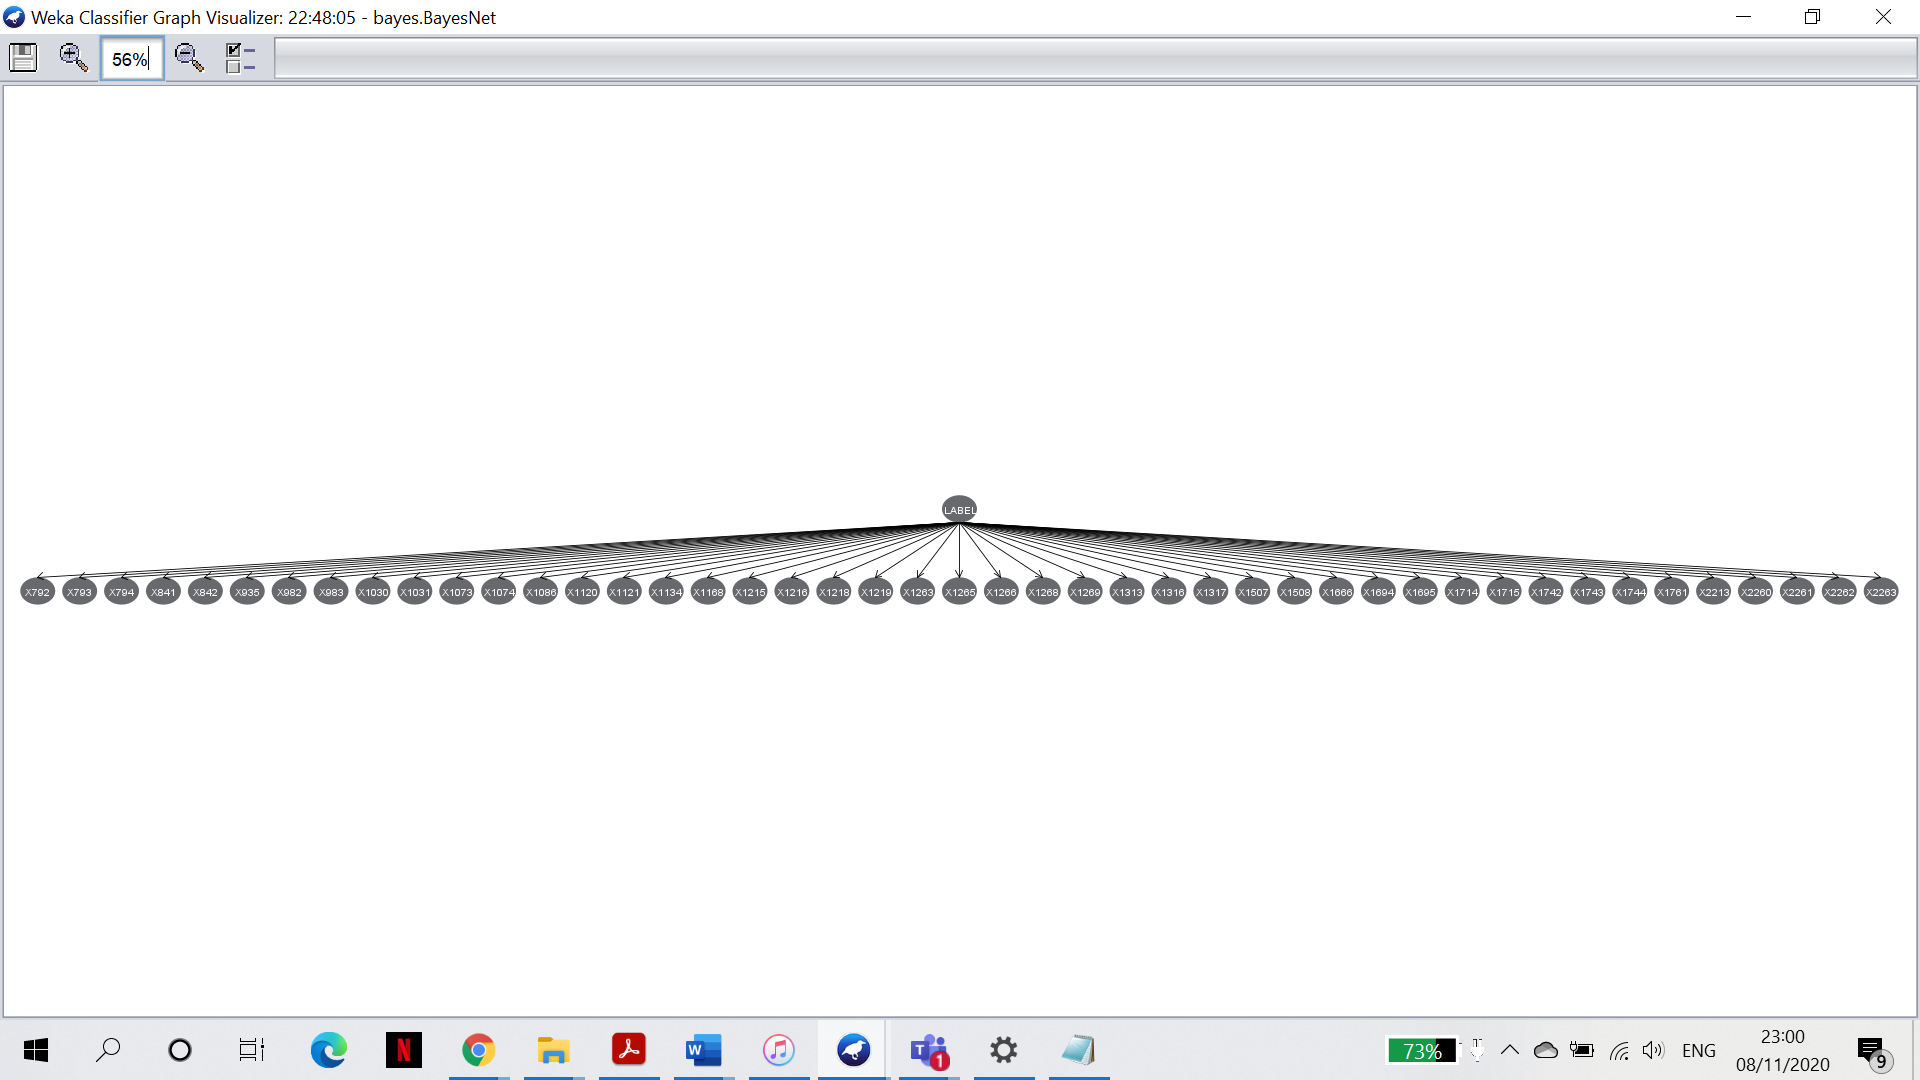 Weka Classifier Graph Visualizer: 22:48:05 - bayes.BayesNet
56%
LABEL
X792 X793 X794 X841 X842 X935 X982 X983 X1030 X1031 X1073 X1074 X1086 X1120 X1121 X1134 X1168 X1215 X1216 X1218 X1219 X1263 X1265 X1266 X1268 X1269 X1313 X1316 X1317 X1507 X1508 X1666 X1694 X1695 X1714 X1715 X1742 X1743 X1744 X1761 X2213 X2260 X2261 X2262 X2263
N
W
T
1
73%
ENG
23:00
08/11/2020
9